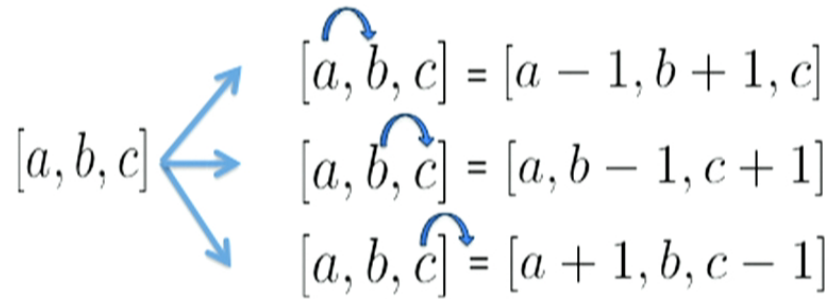 [a, b, c] = [a − 1, b + 1, c]
[a, b, c]
[a, b, c] = [a, b − 1, c + 1]
[a, b, c] = [a + 1, b, c − 1]